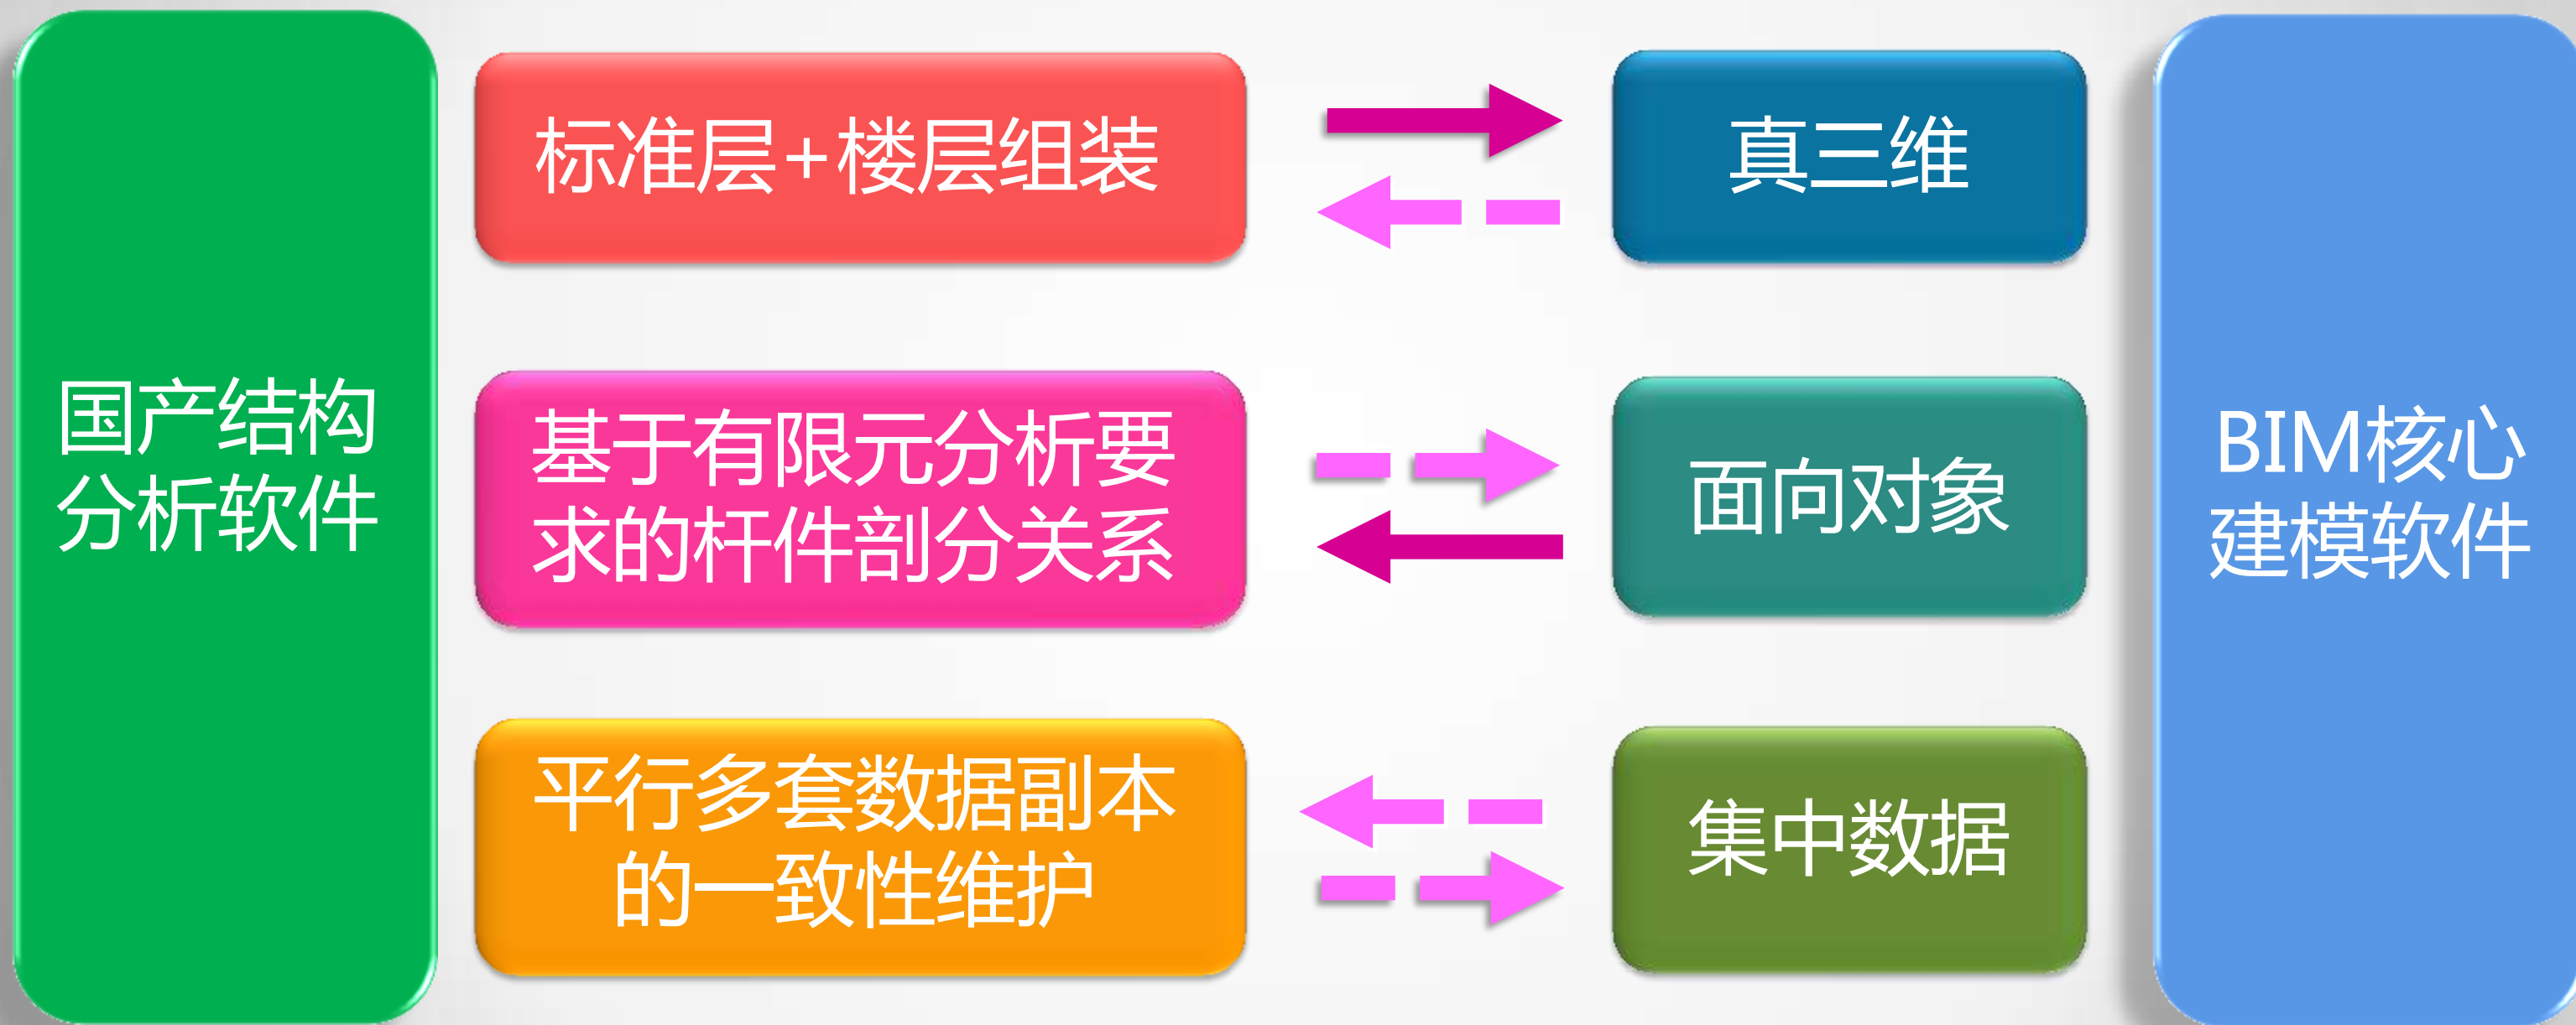 国产结构
分析软件
标准层+楼层组装
真三维
基于有限元分析要
求的杆件剖分关系
面向对象
平行多套数据副本
的一致性维护
集中数据
BIM核心
建模软件